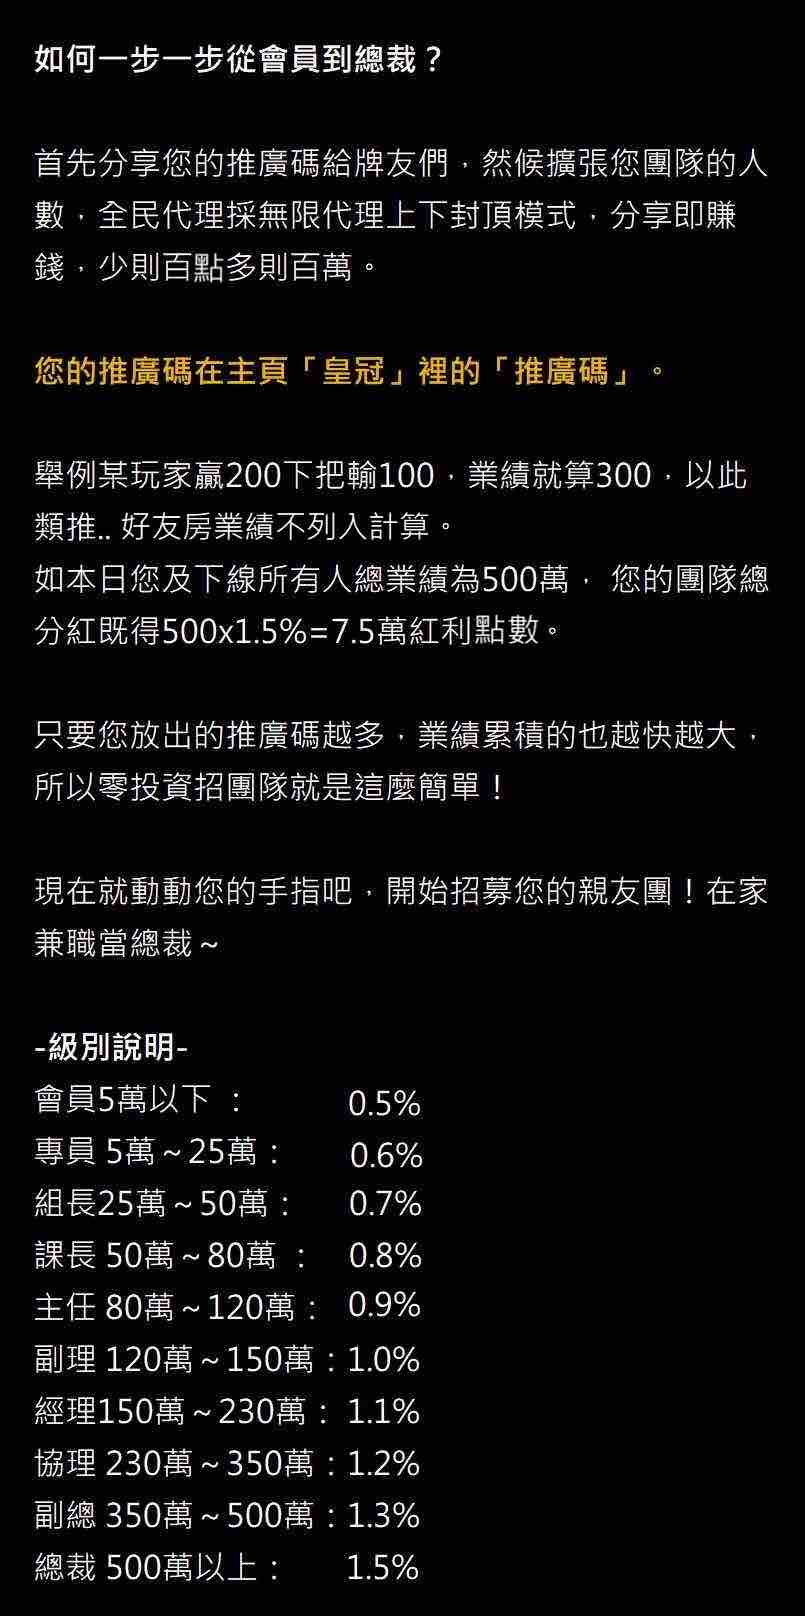 如何一步一步從會員到總裁？
首先分享您的推廣碼給牌友們，然候擴張您團隊的人
數，全民代理採無限代理上下封頂模式，分享即賺
錢，少則百點多則百萬。
您的推廣碼在主頁「皇冠」裡的「推廣碼」。
舉例某玩家贏200下把輸100，業績就算300，以此
類推.. 好友房業績不列入計算。
如本日您及下線所有人總業績為500萬， 您的團隊總
分紅既得500x1.5%=7.5萬紅利點數。
只要您放出的推廣碼越多，業績累積的也越快越大，
所以零投資招團隊就是這麼簡單！
現在就動動您的手指吧，開始招募您的親友團！在家
兼職當總裁～
-級別說明-
會員5萬以下 ： 0.5%
專員 5萬～25萬： 0.6%
組長25萬～50萬： 0.7%
課長 50萬～80萬 ： 0.8%
主任 80萬～120萬： 0.9%
副理 120萬～150萬：1.0%
經理150萬～230萬： 1.1%
協理 230萬～350萬：1.2%
副總 350萬～500萬：1.3%
總裁 500萬以上： 1.5%